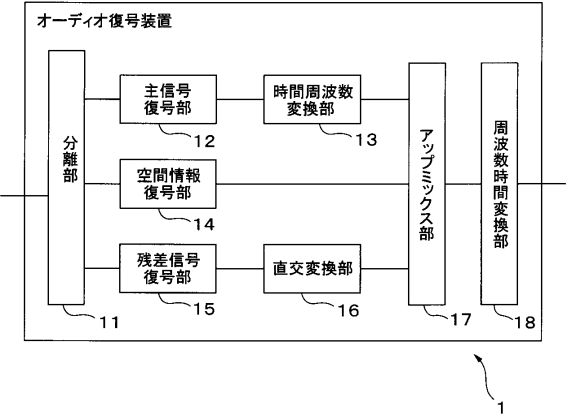 オーディオ復号装置
分離部
11
主信号
復号部
12
時間周波数
変換部
13
空間情報
復号部
14
残差信号
復号部
15
直交変換部
16
アップミックス部
17
周波数時間変換部
18
1